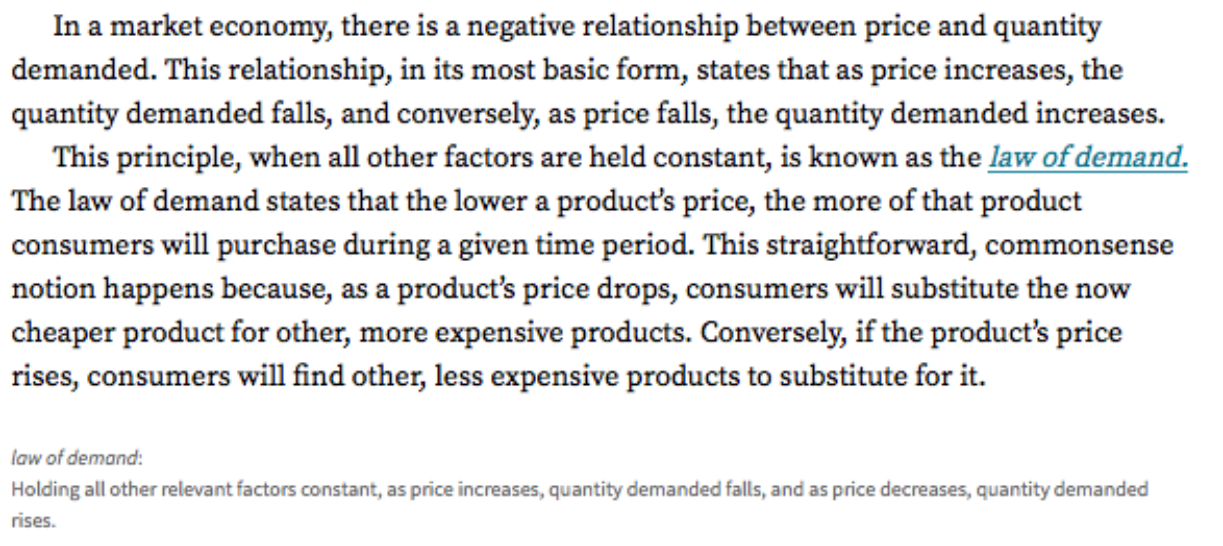 In a market economy, there is a negative relationship between price and quantity
demanded. This relationship, in its most basic form, states that as price increases, the
quantity demanded falls, and conversely, as price falls, the quantity demanded increases.
This principle, when all other factors are held constant, is known as the law of demand.
The law of demand states that the lower a product’s price, the more of that product
consumers will purchase during a given time period. This straightforward, commonsense
notion happens because, as a product’s price drops, consumers will substitute the now
cheaper product for other, more expensive products. Conversely, if the product’s price
rises, consumers will find other, less expensive products to substitute for it.
law of demand:
Holding all other relevant factors constant, as price increases, quantity demanded falls, and as price decreases, quantity demanded
rises.